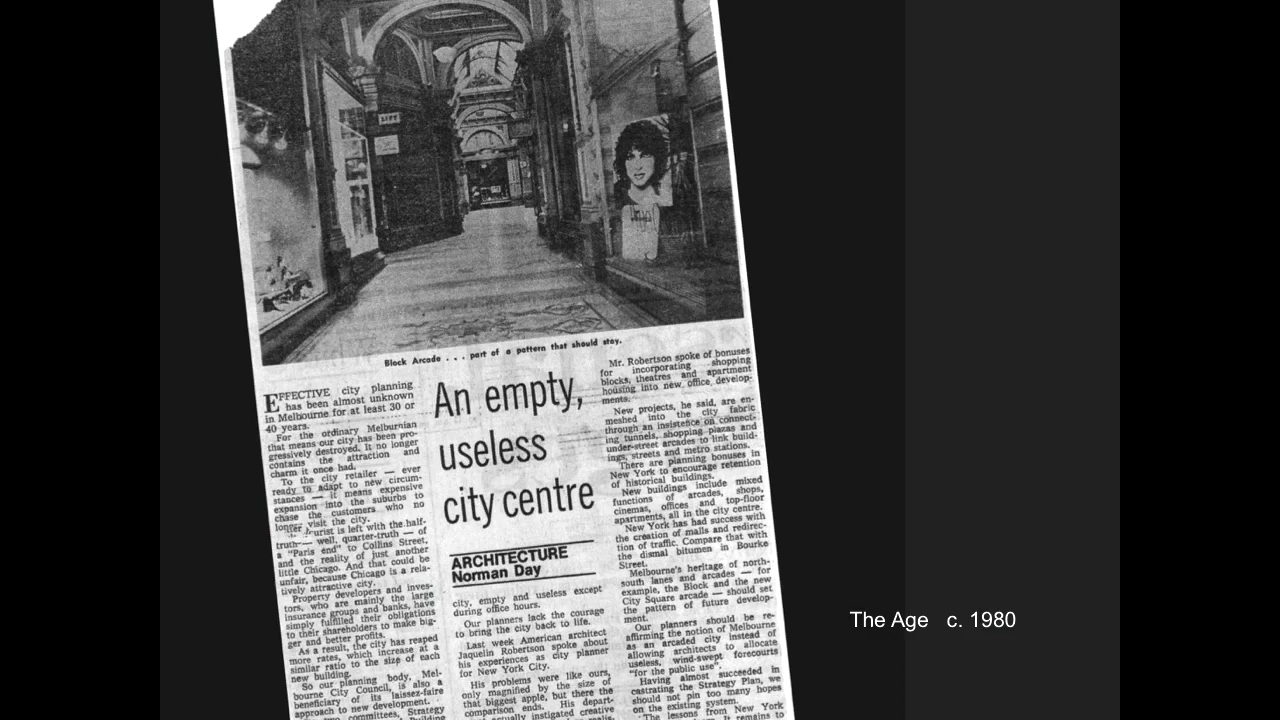 LIFT
Block Arcade . . . part of a pattern that should stay.
EFFECTIVE city planning
has been almost unknown
in Melbourne for at least 30 or
40 years.
For the ordinary Melburnian
that means our city has been pro-
gressively destroyed. It no longer
contains the attraction and
charm it once had.
To the city retailer — ever
ready to adapt to new circum-
stances — it means expensive
expansion into the suburbs to
chase the customers who no
longer visit the city.
tourist is left with the half-
truth — well, quarter-truth — of
a "Paris end" to Collins Street,
and the reality of just another
little Chicago. And that could be
unfair, because Chicago is a rela-
tively attractive city.
Property developers and inves-
tors, who are mainly the large
insurance groups and banks, have
simply fulfilled their obligations
to their shareholders to make big-
ger and better profits.
As a result, the city has reaped
more rates, which increase at a
similar ratio to the size of each
new building.
So our planning body, Mel-
bourne City Council, is also a
beneficiary of its laissez-faire
approach to new development.
two committees, Strategy
An empty,
useless
city centre
ARCHITECTURE
Norman Day
city, empty and useless except
during office hours.
Our planners lack the courage
to bring the city back to life.
Last week American architect
Jaquelin Robertson spoke about
his experiences as city planner
for New York City.
His problems were like ours,
only magnified by the size of
that biggest apple, but there the
comparison ends. His depart-
actually instigated creative
Mr. Robertson spoke of bonuses
for incorporating shopping
blocks, theatres and apartment
housing into new office develop-
ments.
New projects, he said, are en-
meshed into the city fabric
through an insistence on connect-
ing tunnels, shopping plazas and
under-street arcades to link build-
ings, streets and metro stations.
There are planning bonuses in
New York to encourage retention
of historical buildings.
New buildings include mixed
functions of arcades, shops,
cinemas, offices and top-floor
apartments, all in the city centre.
New York has had success with
the creation of malls and redirec-
tion of traffic. Compare that with
the dismal bitumen in Bourke
Street.
Melbourne's heritage of north-
south lanes and arcades — for
example, the Block and the new
City Square arcade — should set
the pattern of future develop-
ment.
Our planners should be re-
affirming the notion of Melbourne
as an arcaded city instead of
allowing architects to allocate
useless, wind-swept forecourts
"for the public use".
Having almost succeeded in
castrating the Strategy Plan, we
should not pin too many hopes
on the existing system.
The lessons from New York
It remains to
The Age c. 1980